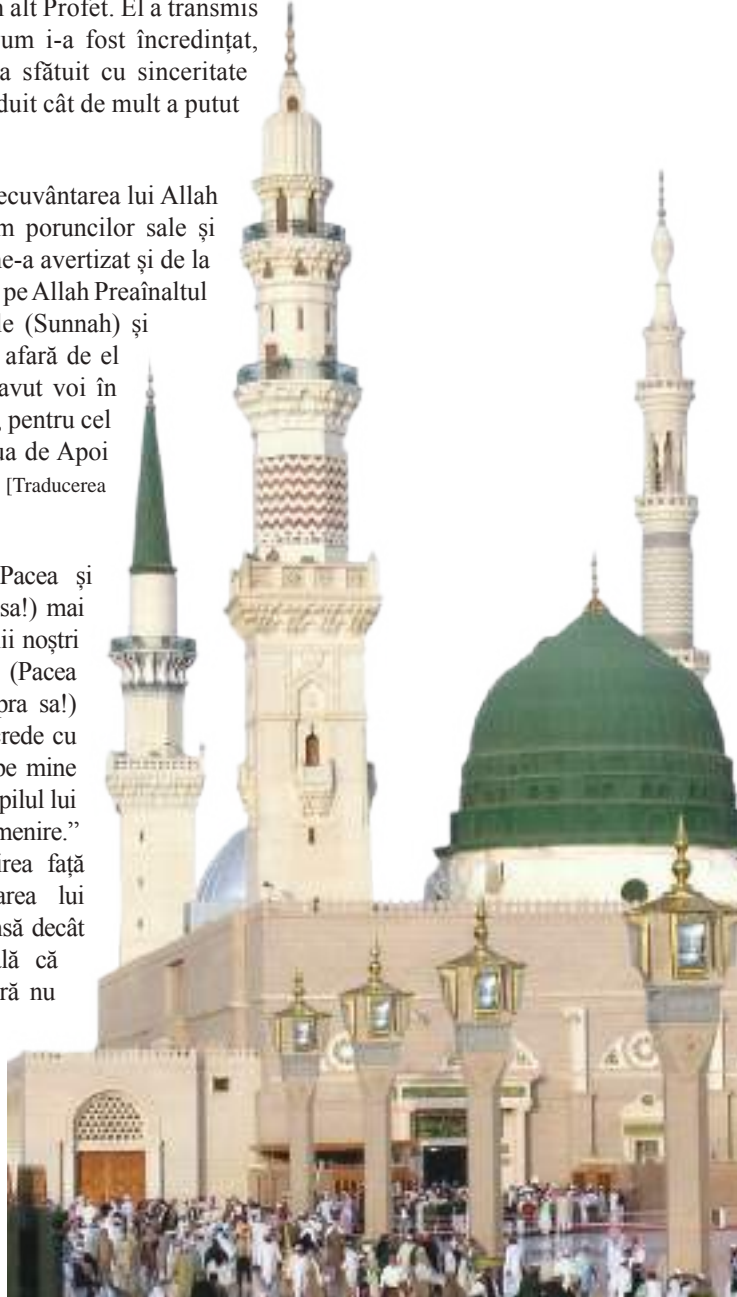 alt Profet. El a transmis
um i-a fost încredințat,
a sfătuit cu sinceritate
duit cât de mult a putut
ecuvântarea lui Allah
m poruncilor sale și
ne-a avertizat și de la
pe Allah Preaînaltul
le (Sunnah) și
afară de el
avut voi în
, pentru cel
ua de Apoi
[Traducerea
Pacea și
sa!) mai
ii noștri
(Pacea
pra sa!)
rede cu
pe mine
pilul lui
menire.”
irea față
area lui
nsă decât
lă că
ră nu